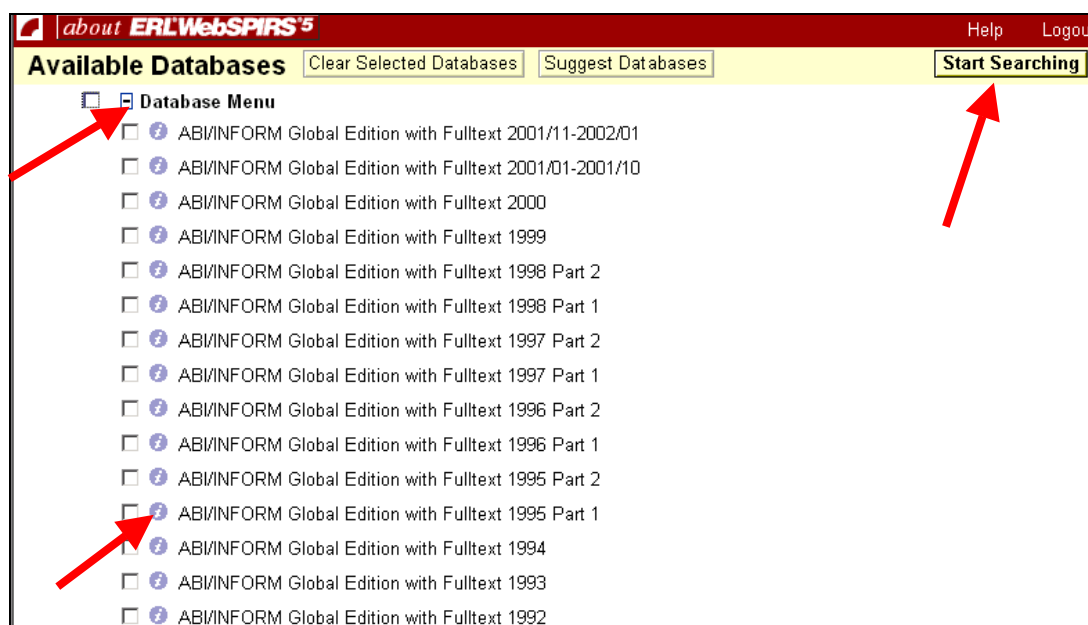 about ERL WebSPIRS 5 Help
Available Databases Clear Selected Databases Suggest Databases Start Searching
Database Menu
ABI/INFORM Global Edition with Fulltext 2001/11-2002/01
ABI/INFORM Global Edition with Fulltext 2001/01-2001/10
ABI/INFORM Global Edition with Fulltext 2000
ABI/INFORM Global Edition with Fulltext 1999
ABI/INFORM Global Edition with Fulltext 1998 Part 2
ABI/INFORM Global Edition with Fulltext 1998 Part 1
ABI/INFORM Global Edition with Fulltext 1997 Part 2
ABI/INFORM Global Edition with Fulltext 1997 Part 1
ABI/INFORM Global Edition with Fulltext 1996 Part 2
ABI/INFORM Global Edition with Fulltext 1996 Part 1
ABI/INFORM Global Edition with Fulltext 1995 Part 2
ABI/INFORM Global Edition with Fulltext 1995 Part 1
ABI/INFORM Global Edition with Fulltext 1994
ABI/INFORM Global Edition with Fulltext 1993
ABI/INFORM Global Edition with Fulltext 1992